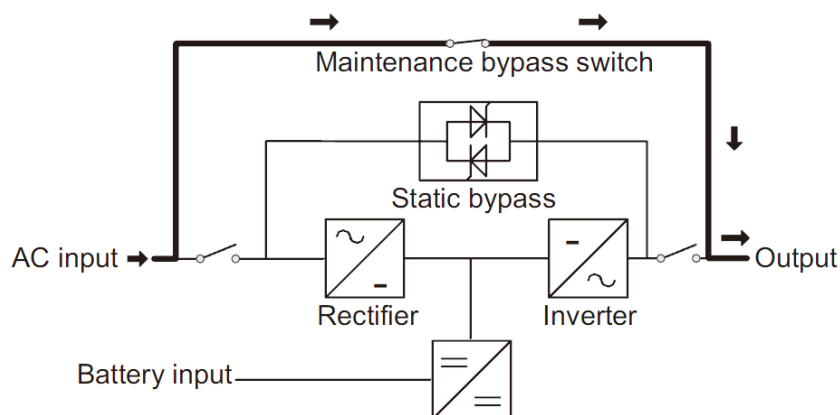 Maintenance bypass switch
Static bypass
AC input
Output
Rectifier
Inverter
Battery input